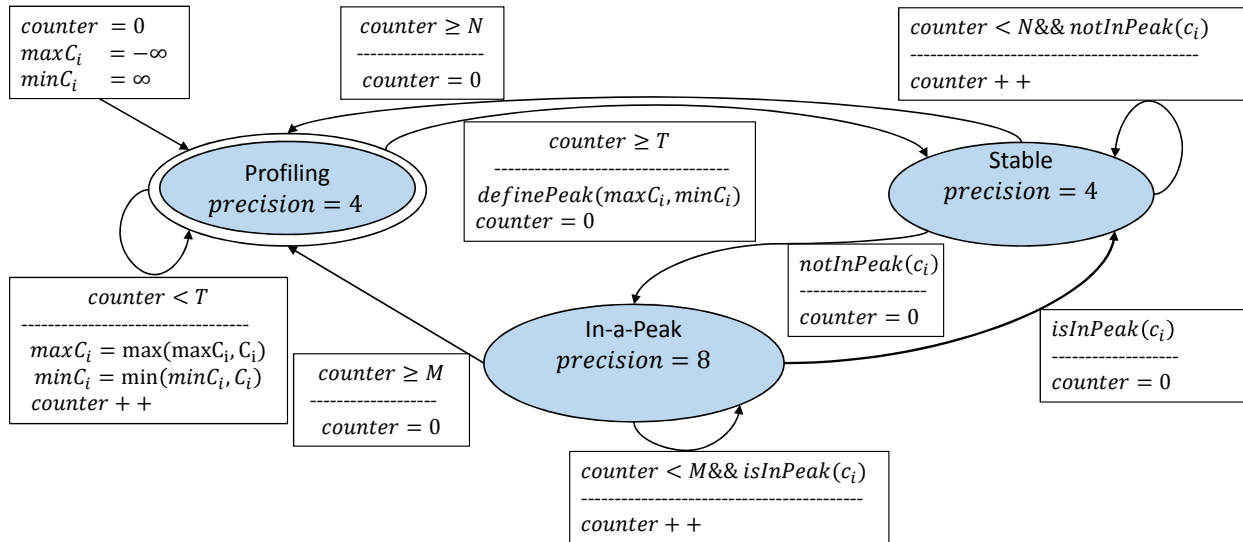 counter = 0
maxC_i = −∞
minC_i = ∞
counter ≥ N
--------------------
counter = 0
counter < N&& notInPeak(c_i)
------------------------------------------
counter + +
Profiling
precision = 4
counter ≥ T
--------------------------------
definePeak(maxC_i, minC_i)
counter = 0
Stable
precision = 4
counter < T
-----------------------------------
maxC_i = max(maxC_i, C_i)
minC_i = min(minC_i, C_i)
counter + +
notInPeak(c_i)
-------------------
counter = 0
In-a-Peak
precision = 8
isInPeak(c_i)
-------------------
counter = 0
counter ≥ M
--------------------
counter = 0
counter < M&& isInPeak(c_i)
-------------------------------------------
counter + +